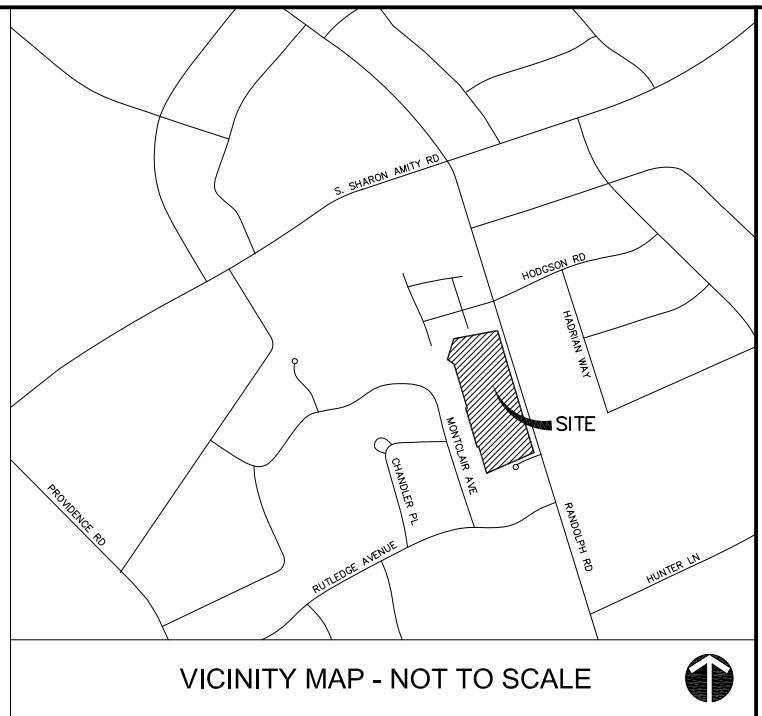 S. SHARON AMITY RD
HODGSON RD
HADRIAN WAY
SITE
MONTCLAIR AVE
CHANDLER PL
PROVIDENCE RD
RANDOLPH RD
RUTLEDGE AVENUE
HUNTER LN
VICINITY MAP - NOT TO SCALE